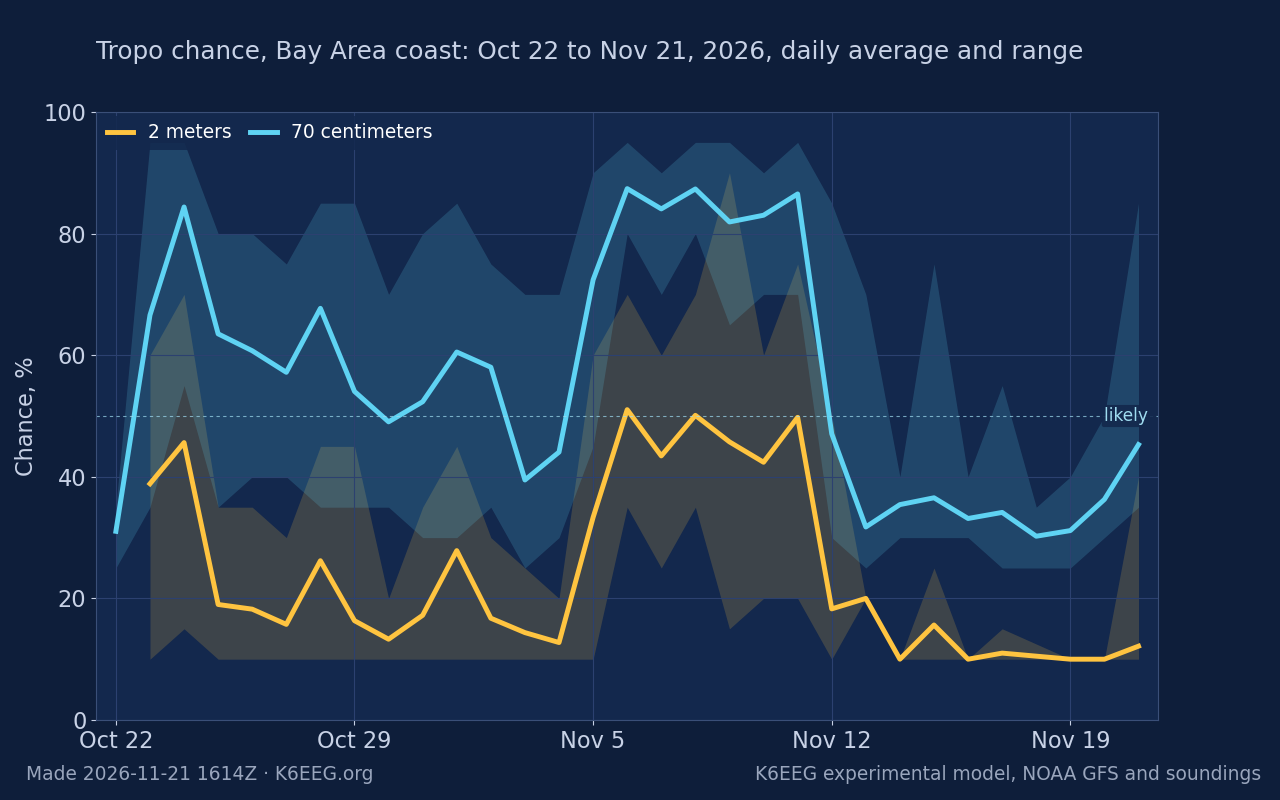 Tropo chance, Bay Area coast: Oct 22 to Nov 21, 2026, daily average and range
2 meters
70 centimeters
Chance, %
100
80
60
40
20
0
likely
Oct 22
Oct 29
Nov 5
Nov 12
Nov 19
Made 2026-11-21 1614Z · K6EEG.org
K6EEG experimental model, NOAA GFS and soundings